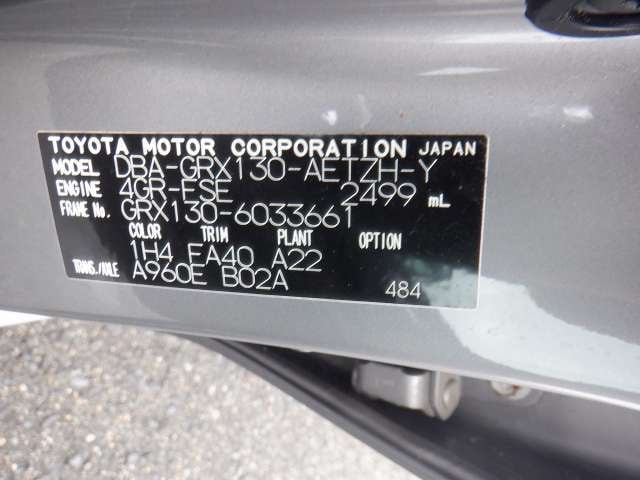 TOYOTA MOTOR CORPORATION JAPAN
MODEL DBA-GRX130-AETZH-Y
ENGINE 4GR-FSE 2499 mL
FRAME No. GRX130-6033661
COLOR TRIM PLANT OPTION
1H4 FA40 A22
TRANS./AXLE A960E B02A
484